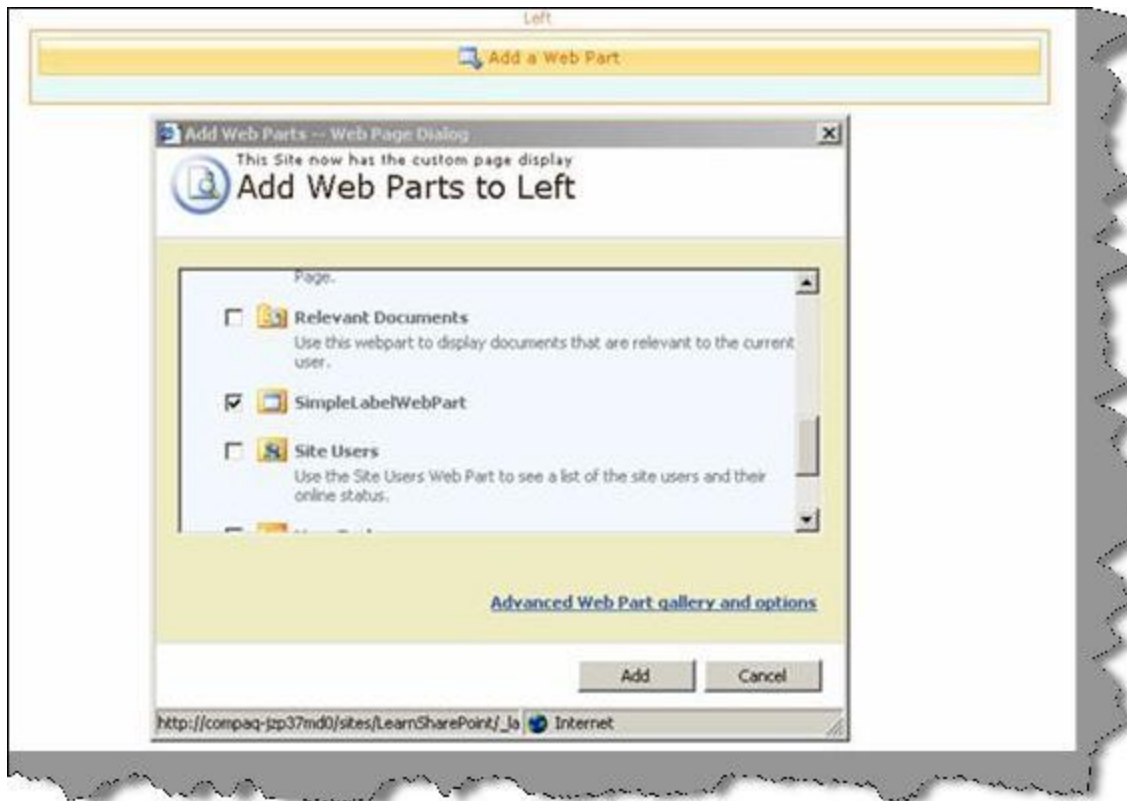 Left
Add a Web Part
Add Web Parts -- Web Page Dialog
This Site now has the custom page display
Add Web Parts to Left
Page.
Relevant Documents
Use this webpart to display documents that are relevant to the current
user.
SimpleLabelWebPart
Site Users
Use the Site Users Web Part to see a list of the site users and their
online status.
Advanced Web Part gallery and options
Add
Cancel
http://compaq-jzp37md0/sites/LearnSharePoint/_la
Internet